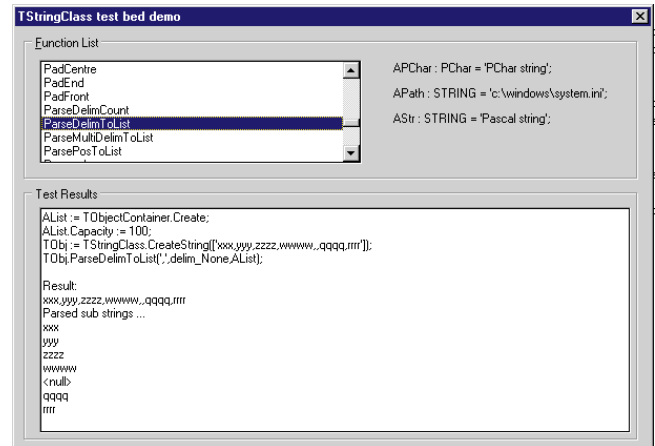 TStringClass test bed demo
Function List
PadCentre
PadEnd
PadFront
ParseDelimCount
ParseDelimToList
ParseMultiDelimToList
ParsePosToList
APChar : PChar = 'PChar string';
APath : STRING = 'c:\windows\system.ini';
AStr : STRING = 'Pascal string';
Test Results
AList := TObjectContainer.Create;
AList.Capacity := 100;
TObj := TStringClass.CreateString(['xxx,yyy,zzzz,wwww,,qqqq,rrrr']);
TObj.ParseDelimToList(',',delim_None,AList);
Result:
xxx,yyy,zzzz,wwww,,qqqq,rrrr
Parsed sub strings ...
xxx
yyy
zzzz
wwww
<null>
qqqq
rrrr